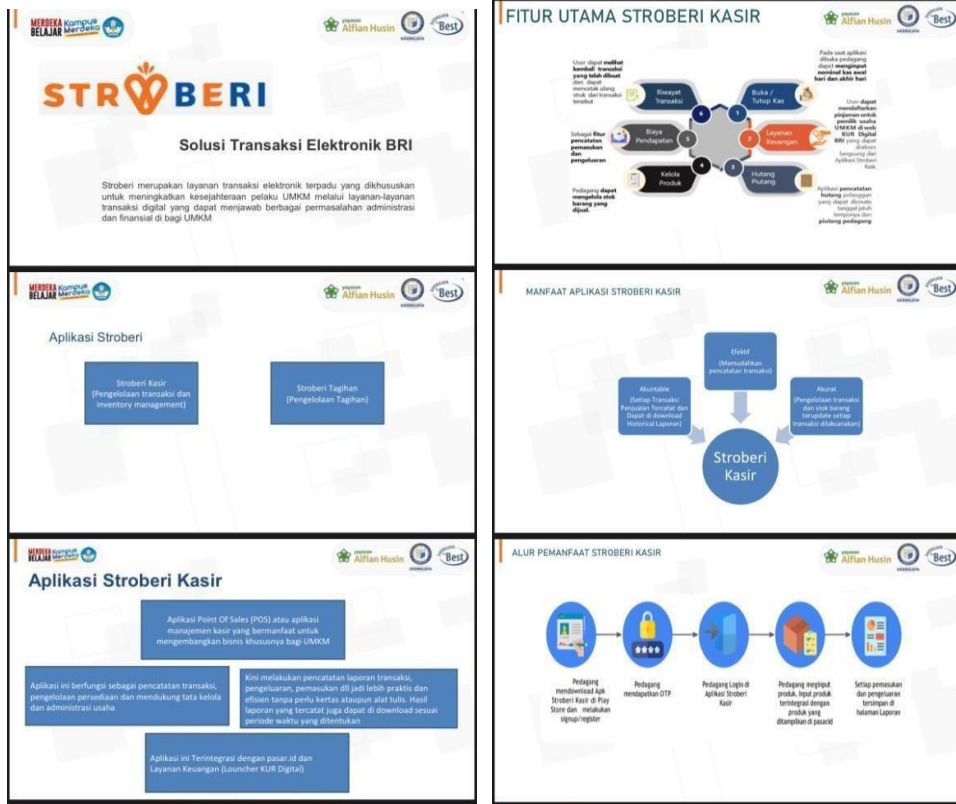 MERDEKA Kampus
BELAJAR Merdeka
yayasan
Alfian Husin
Best
STROBERI
Solusi Transaksi Elektronik BRI
Stroberi merupakan layanan transaksi elektronik terpadu yang dikhususkan
untuk meningkatkan kesejahteraan pelaku UMKM melalui layanan-layanan
transaksi digital yang dapat menjawab berbagai permasalahan administrasi
dan finansial di bagi UMKM
MERDEKA Kampus
BELAJAR Merdeka
yayasan
Alfian Husin
Best
Aplikasi Stroberi
Stroberi Kasir
(Pengelolaan transaksi dan
inventory management)
Stroberi Tagihan
(Pengelolaan Tagihan)
MERDEKA Kampus
BELAJAR Merdeka
yayasan
Alfian Husin
Best
Aplikasi Stroberi Kasir
Aplikasi Point Of Sales (POS) atau aplikasi
manajemen kasir yang bermanfaat untuk
mengembangkan bisnis khususnya bagi UMKM
Aplikasi ini berfungsi sebagai pencatatan transaksi,
pengelolaan persediaan dan mendukung tata kelola
dan administrasi usaha
Kini melakukan pencatatan laporan transaksi,
pengeluaran, pemasukan dll jadi lebih praktis dan
efisien tanpa perlu kertas ataupun alat tulis. Hasil
laporan yang tercatat juga dapat di download sesuai
periode waktu yang ditentukan
Aplikasi ini Terintegrasi dengan pasar.id dan
Layanan Keuangan (Louncher KUR Digital)
FITUR UTAMA STROBERI KASIR
yayasan
Alfian Husin
Best
User dapat melihat
kembali transaksi
yang telah dibuat
dan dapat
mencetak ulang
struk dari transaksi
tersebut
Riwayat
Transaksi
6
Buka /
Tutup Kas
1
Pada saat aplikasi
dibuka pedagang
dapat menginput
nominal kas awal
hari dan akhir hari
Sebagai fitur
pencatatan
pemasukan
dan
pengeluaran
Biaya
Pendapatan
5
2
Layanan
Keuangan
User dapat
mendaftarkan
pinjaman untuk
pemilik usaha
UMKM di web
KUR Digital
BRI yang dapat
diakses
langsung dari
Aplikasi Stroberi
Kasir.
Pedagang dapat
mengelola stok
barang yang
dijual.
Kelola
Produk
4
3
Hutang
Piutang
Aplikasi pencatatan
hutang pelanggan
yang dapat dicreate
tanggal jatuh
temponya dan
piutang pedagang
MANFAAT APLIKASI STROBERI KASIR
yayasan
Alfian Husin
Best
Efektif
(Memudahkan
pencatatan transaksi)
Akuntable
(Setiap Transaksi
Penjualan Tercatat dan
Dapat di download
Historical Laporan)
Akurat
(Pengelolaan transaksi
dan stok barang
terupdate setiap
transaksi dilaksanakan)
Stroberi
Kasir
ALUR PEMANFAAT STROBERI KASIR
yayasan
Alfian Husin
Best
Pedagang
mendownload Apk
Stroberi Kasir di Play
Store dan melakukan
signup/register
Pedagang
mendapatkan OTP
Pedagang Login di
Aplikasi Stroberi
Kasir
Pedagang meginput
produk. Input produk
terintegrasi dengan
produk yang
ditampilkan di pasar.id
Setiap pemasukan
dan pengeluaran
tersimpan di
halaman Laporan